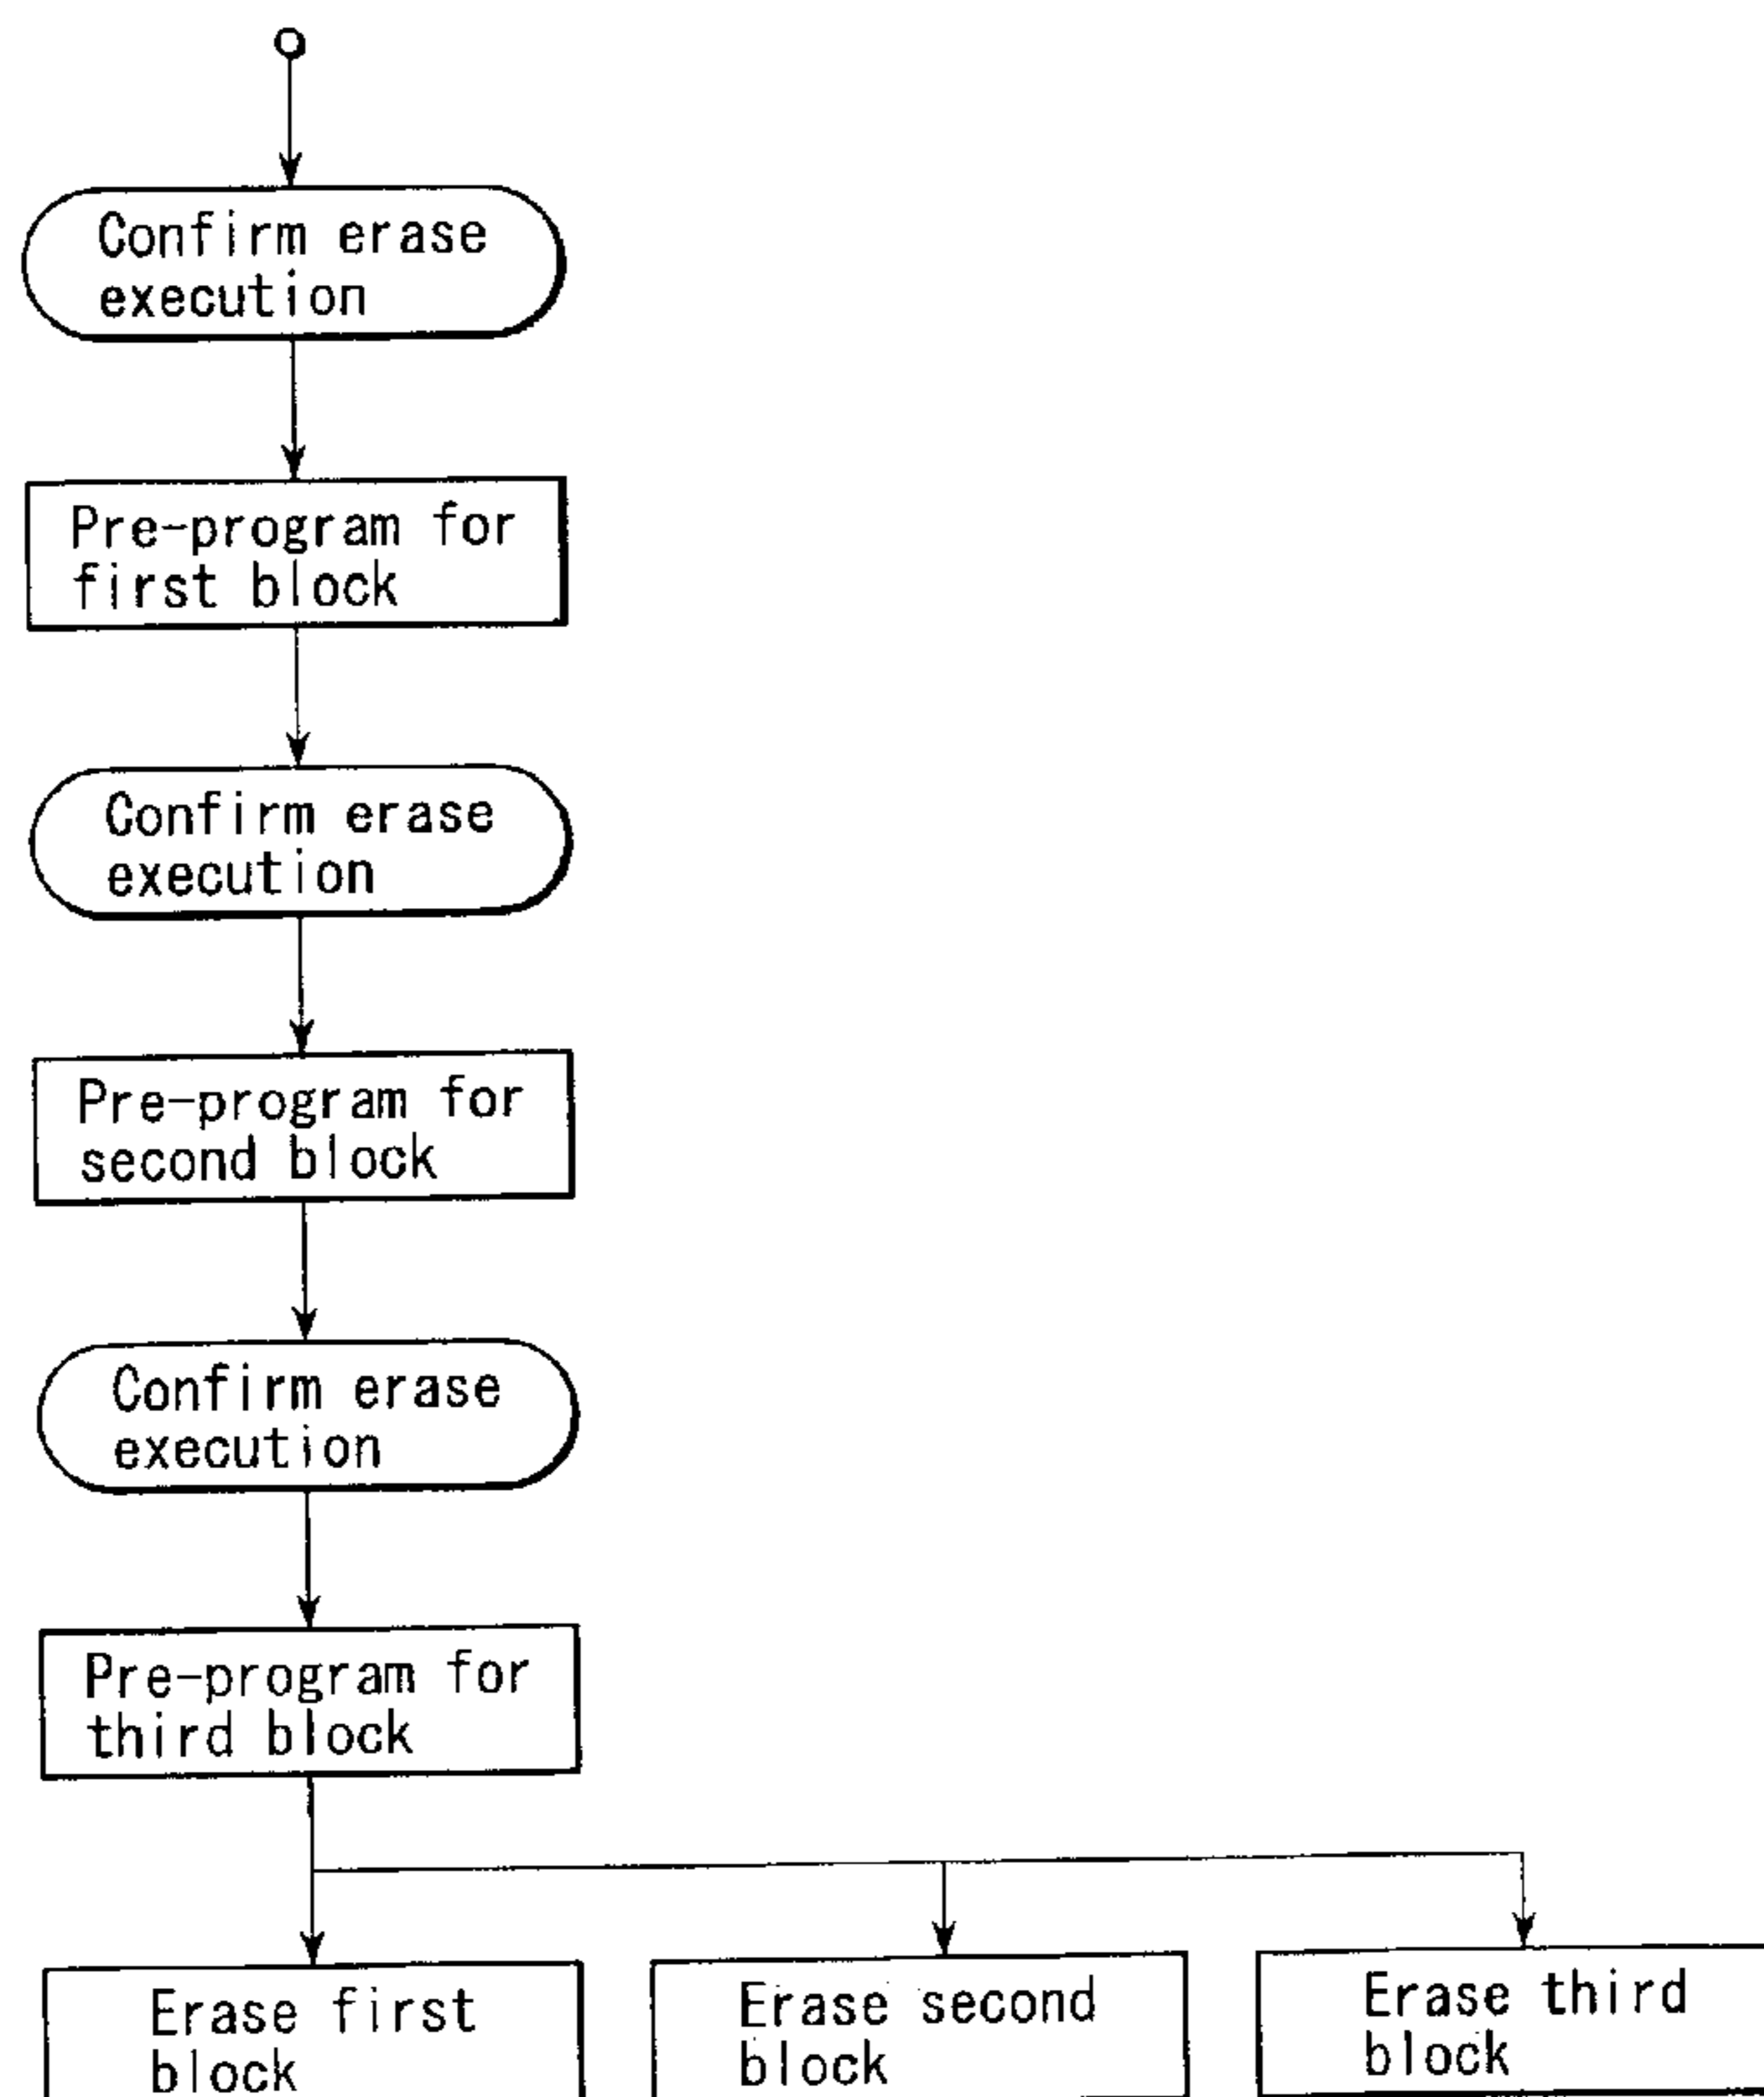 Confirm erase
execution
Pre-program for
first block
Confirm erase
execution
Pre-program for
second block
Confirm erase
execution
Pre-program for
third block
Erase first
block
Erase second
block
Erase third
block